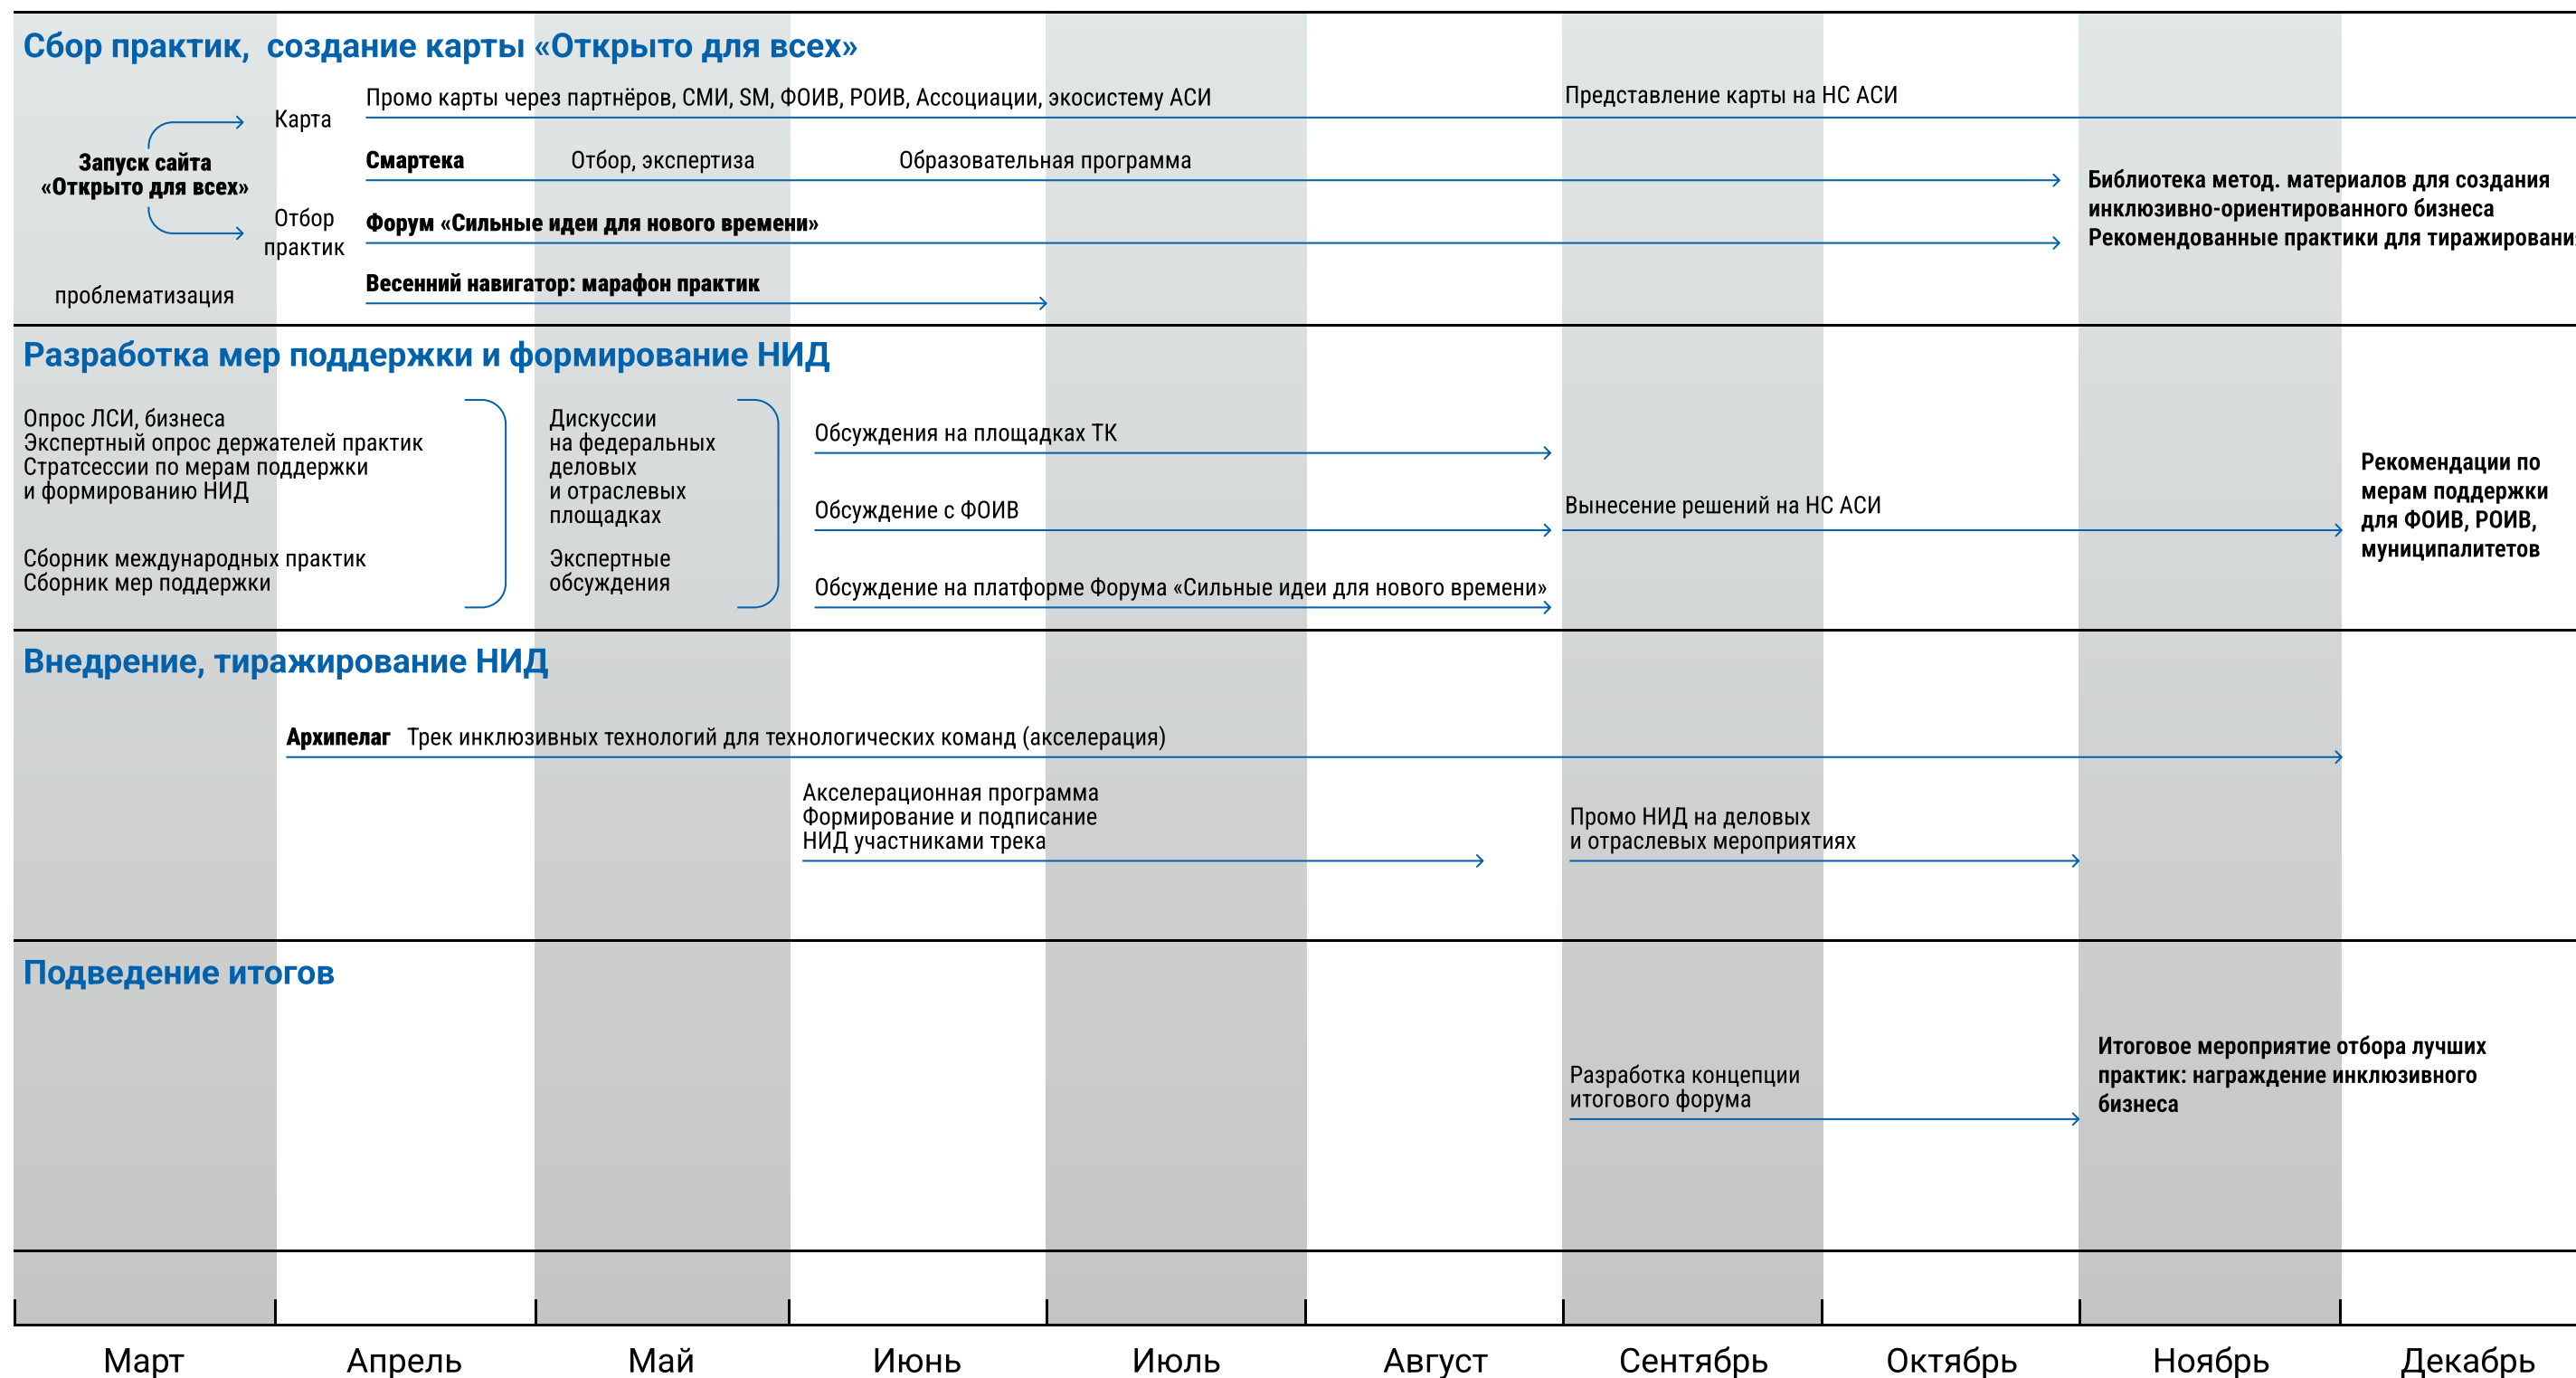 Сбор практик, создание карты «Открыто для всех»
Промо карты через партнёров, СМИ, SM, ФОИВ, РОИВ, Ассоциации, экосистему АСИ
Представление карты на НС АСИ
Карта
Запуск сайта
«Открыто для всех»
Смартека
Отбор, экспертиза
Образовательная программа
Отбор
практик
Форум «Сильные идеи для нового времени»
Библиотека метод. материалов для создания
инклюзивно-ориентированного бизнеса
Рекомендованные практики для тиражировани
Весенний навигатор: марафон практик
проблематизация
Разработка мер поддержки и формирование НИД
Опрос ЛСИ, бизнеса
Экспертный опрос держателей практик
Стратсессии по мерам поддержки
и формированию НИД
Сборник международных практик
Сборник мер поддержки
Дискуссии
на федеральных
деловых
и отраслевых
площадках
Экспертные
обсуждения
Обсуждения на площадках ТК
Обсуждение с ФОИВ
Обсуждение на платформе Форума «Сильные идеи для нового времени»
Вынесение решений на НС АСИ
Рекомендации по
мерам поддержки
для ФОИВ, РОИВ,
муниципалитетов
Внедрение, тиражирование НИД
Архипелаг Трек инклюзивных технологий для технологических команд (акселерация)
Акселерационная программа
Формирование и подписание
НИД участниками трека
Промо НИД на деловых
и отраслевых мероприятиях
Подведение итогов
Разработка концепции
итогового форума
Итоговое мероприятие отбора лучших
практик: награждение инклюзивного
бизнеса
Март Апрель Май Июнь Июль Август Сентябрь Октябрь Ноябрь Декабрь